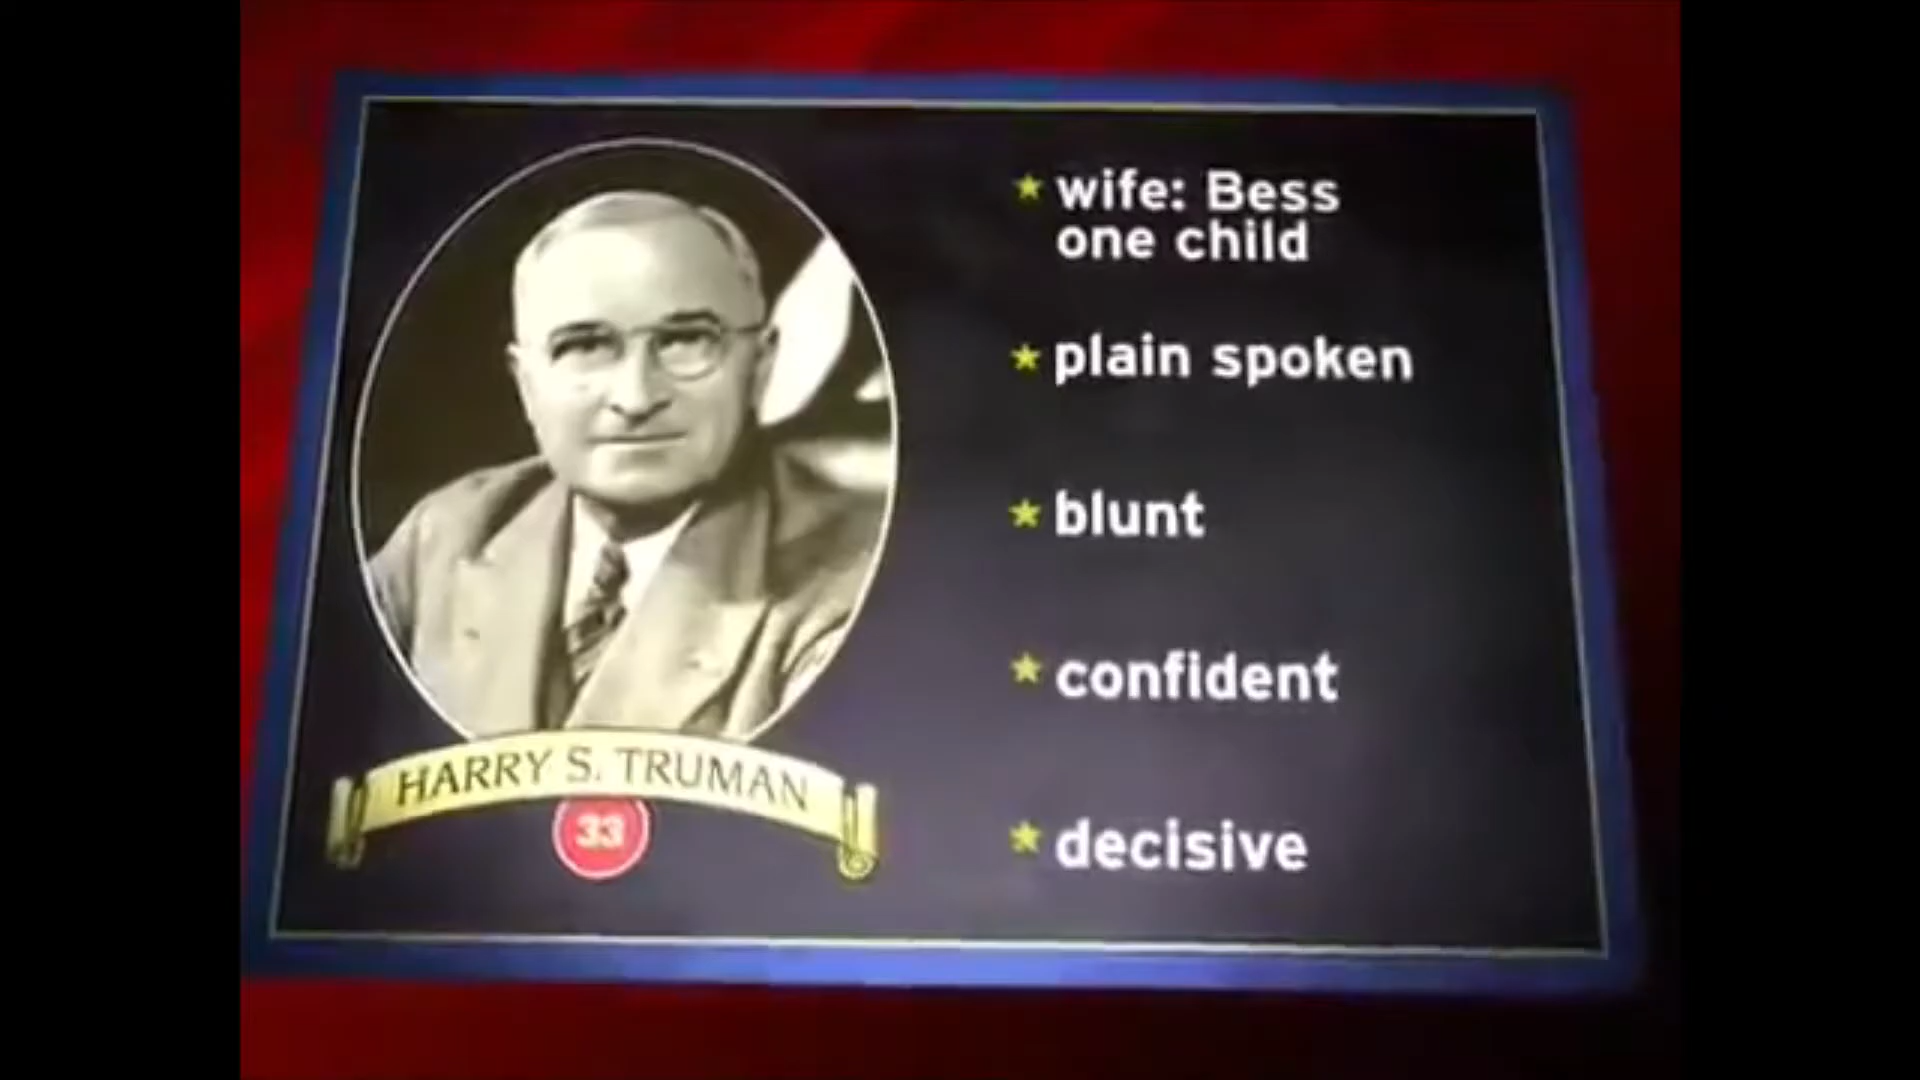 wife: Bess
one child
plain spoken
blunt
confident
decisive
HARRY S. TRUMAN
33